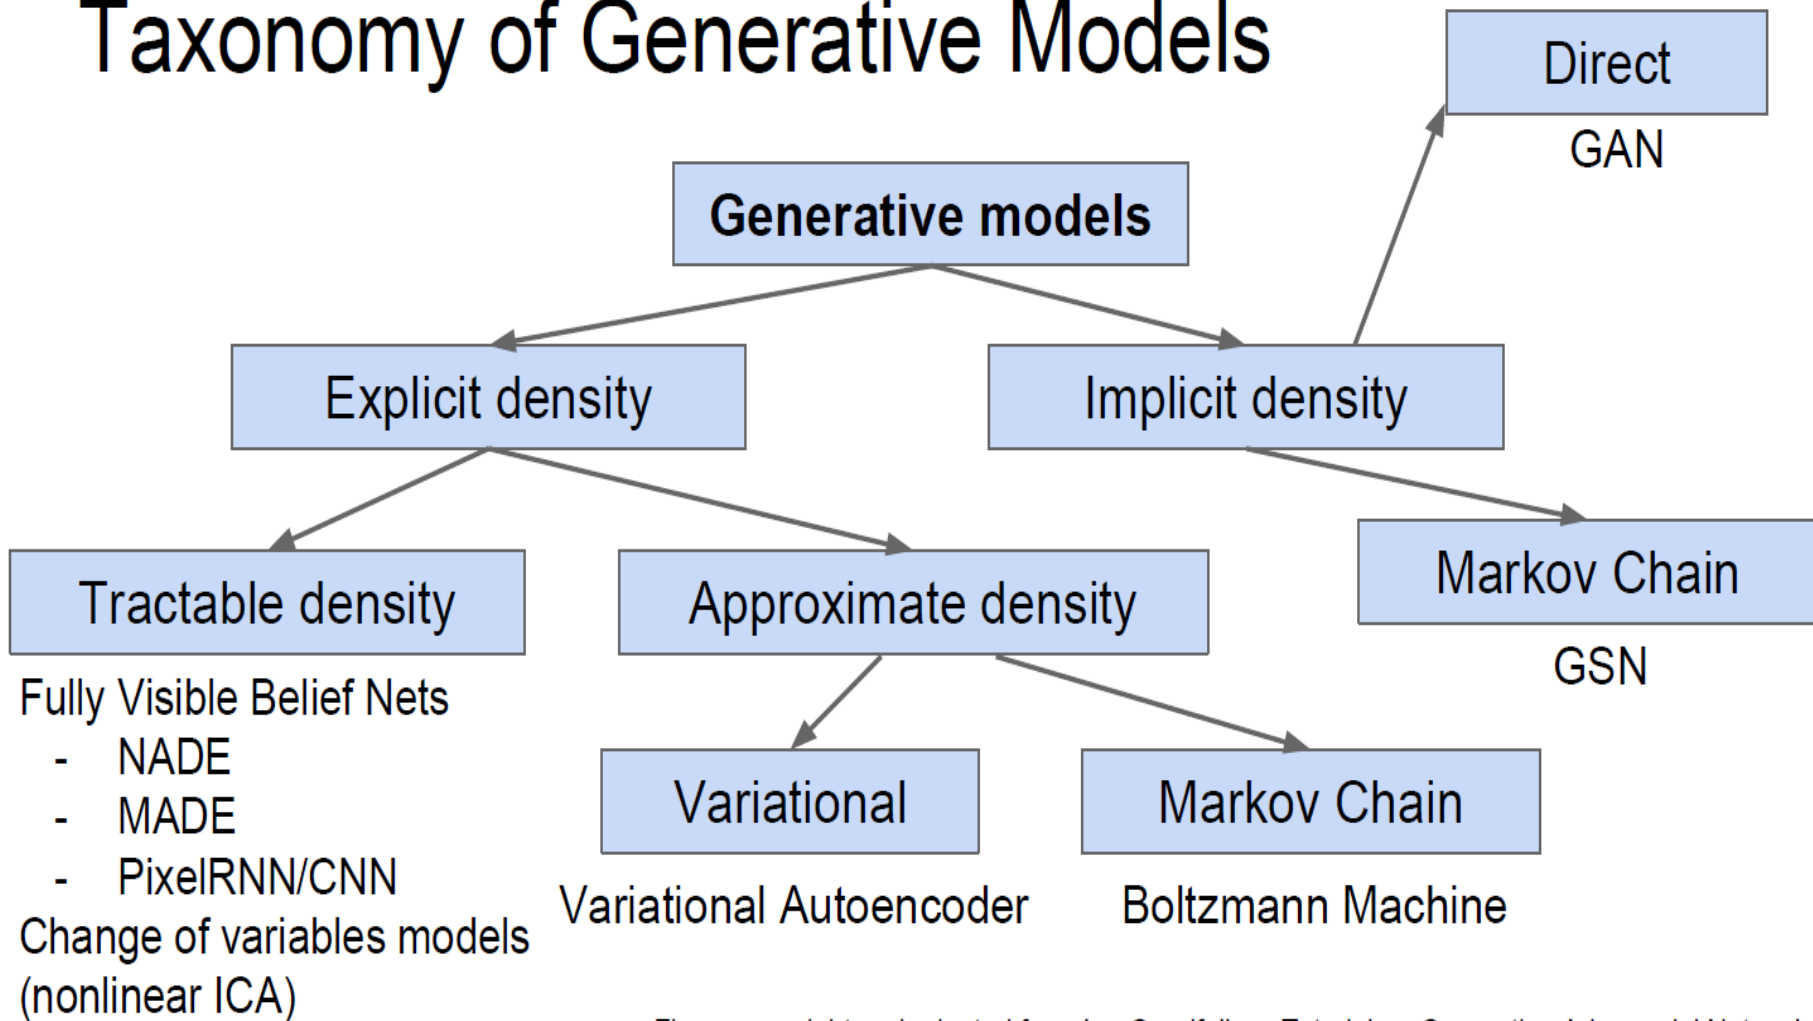 Taxonomy of Generative Models
Direct
GAN
Generative models
Explicit density
Implicit density
Tractable density
Approximate density
Markov Chain
GSN
Fully Visible Belief Nets
- NADE
- MADE
- PixelRNN/CNN
Change of variables models
(nonlinear ICA)
Variational
Markov Chain
Variational Autoencoder
Boltzmann Machine